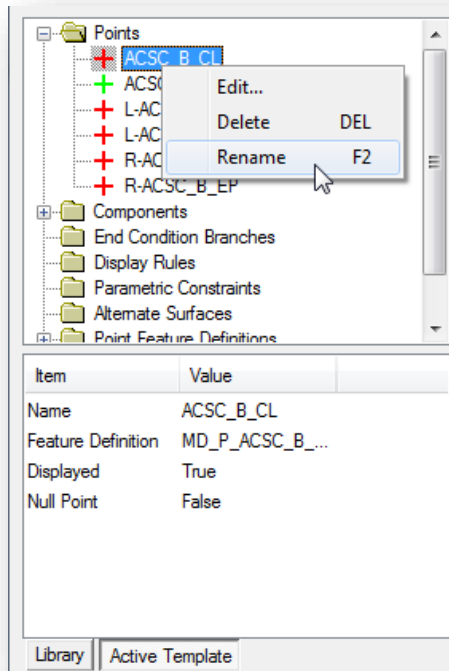 Points
ACSC_B_CL
ACSC
L-AC
L-AC
R-AC
R-ACSC_B_EP
Edit...
Delete DEL
Rename F2
Components
End Condition Branches
Display Rules
Parametric Constraints
Alternate Surfaces
Point Feature Definitions
Item Value
Name ACSC_B_CL
Feature Definition MD_P_ACSC_B_...
Displayed True
Null Point False
Library Active Template